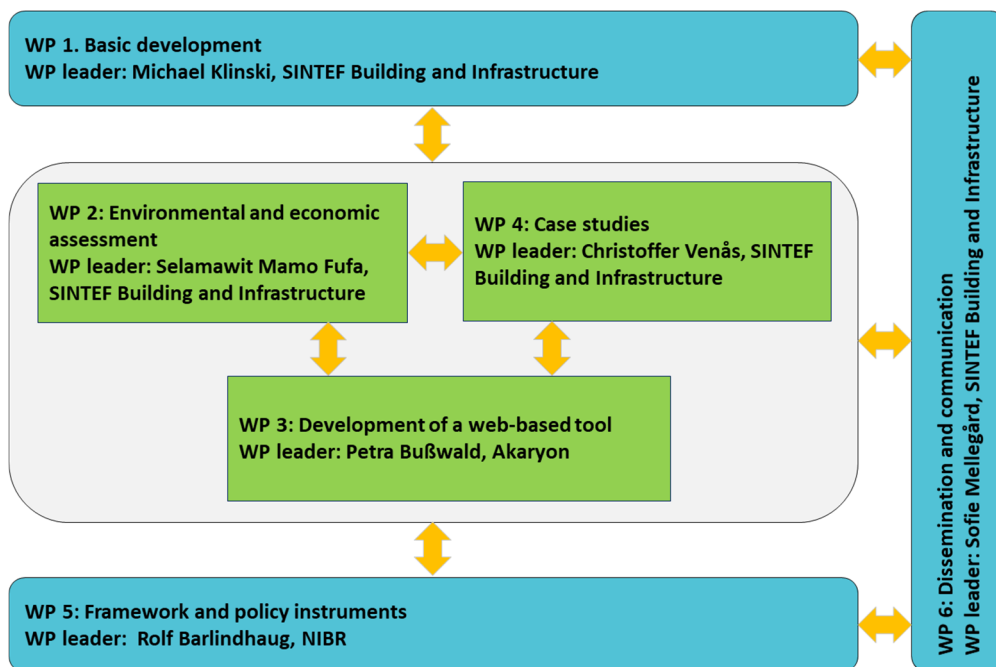 WP 1. Basic development
WP leader: Michael Klinski, SINTEF Building and Infrastructure
WP 2: Environmental and economic
assessment
WP leader: Selamawit Mamo Fufa,
SINTEF Building and Infrastructure
WP 4: Case studies
WP leader: Christoffer Venås, SINTEF
Building and Infrastructure
WP 3: Development of a web-based tool
WP leader: Petra Bußwald, Akaryon
WP 5: Framework and policy instruments
WP leader:  Rolf Barlindhaug, NIBR
WP 6: Dissemination and communication
WP leader: Sofie Mellegård, SINTEF Building and Infrastructure